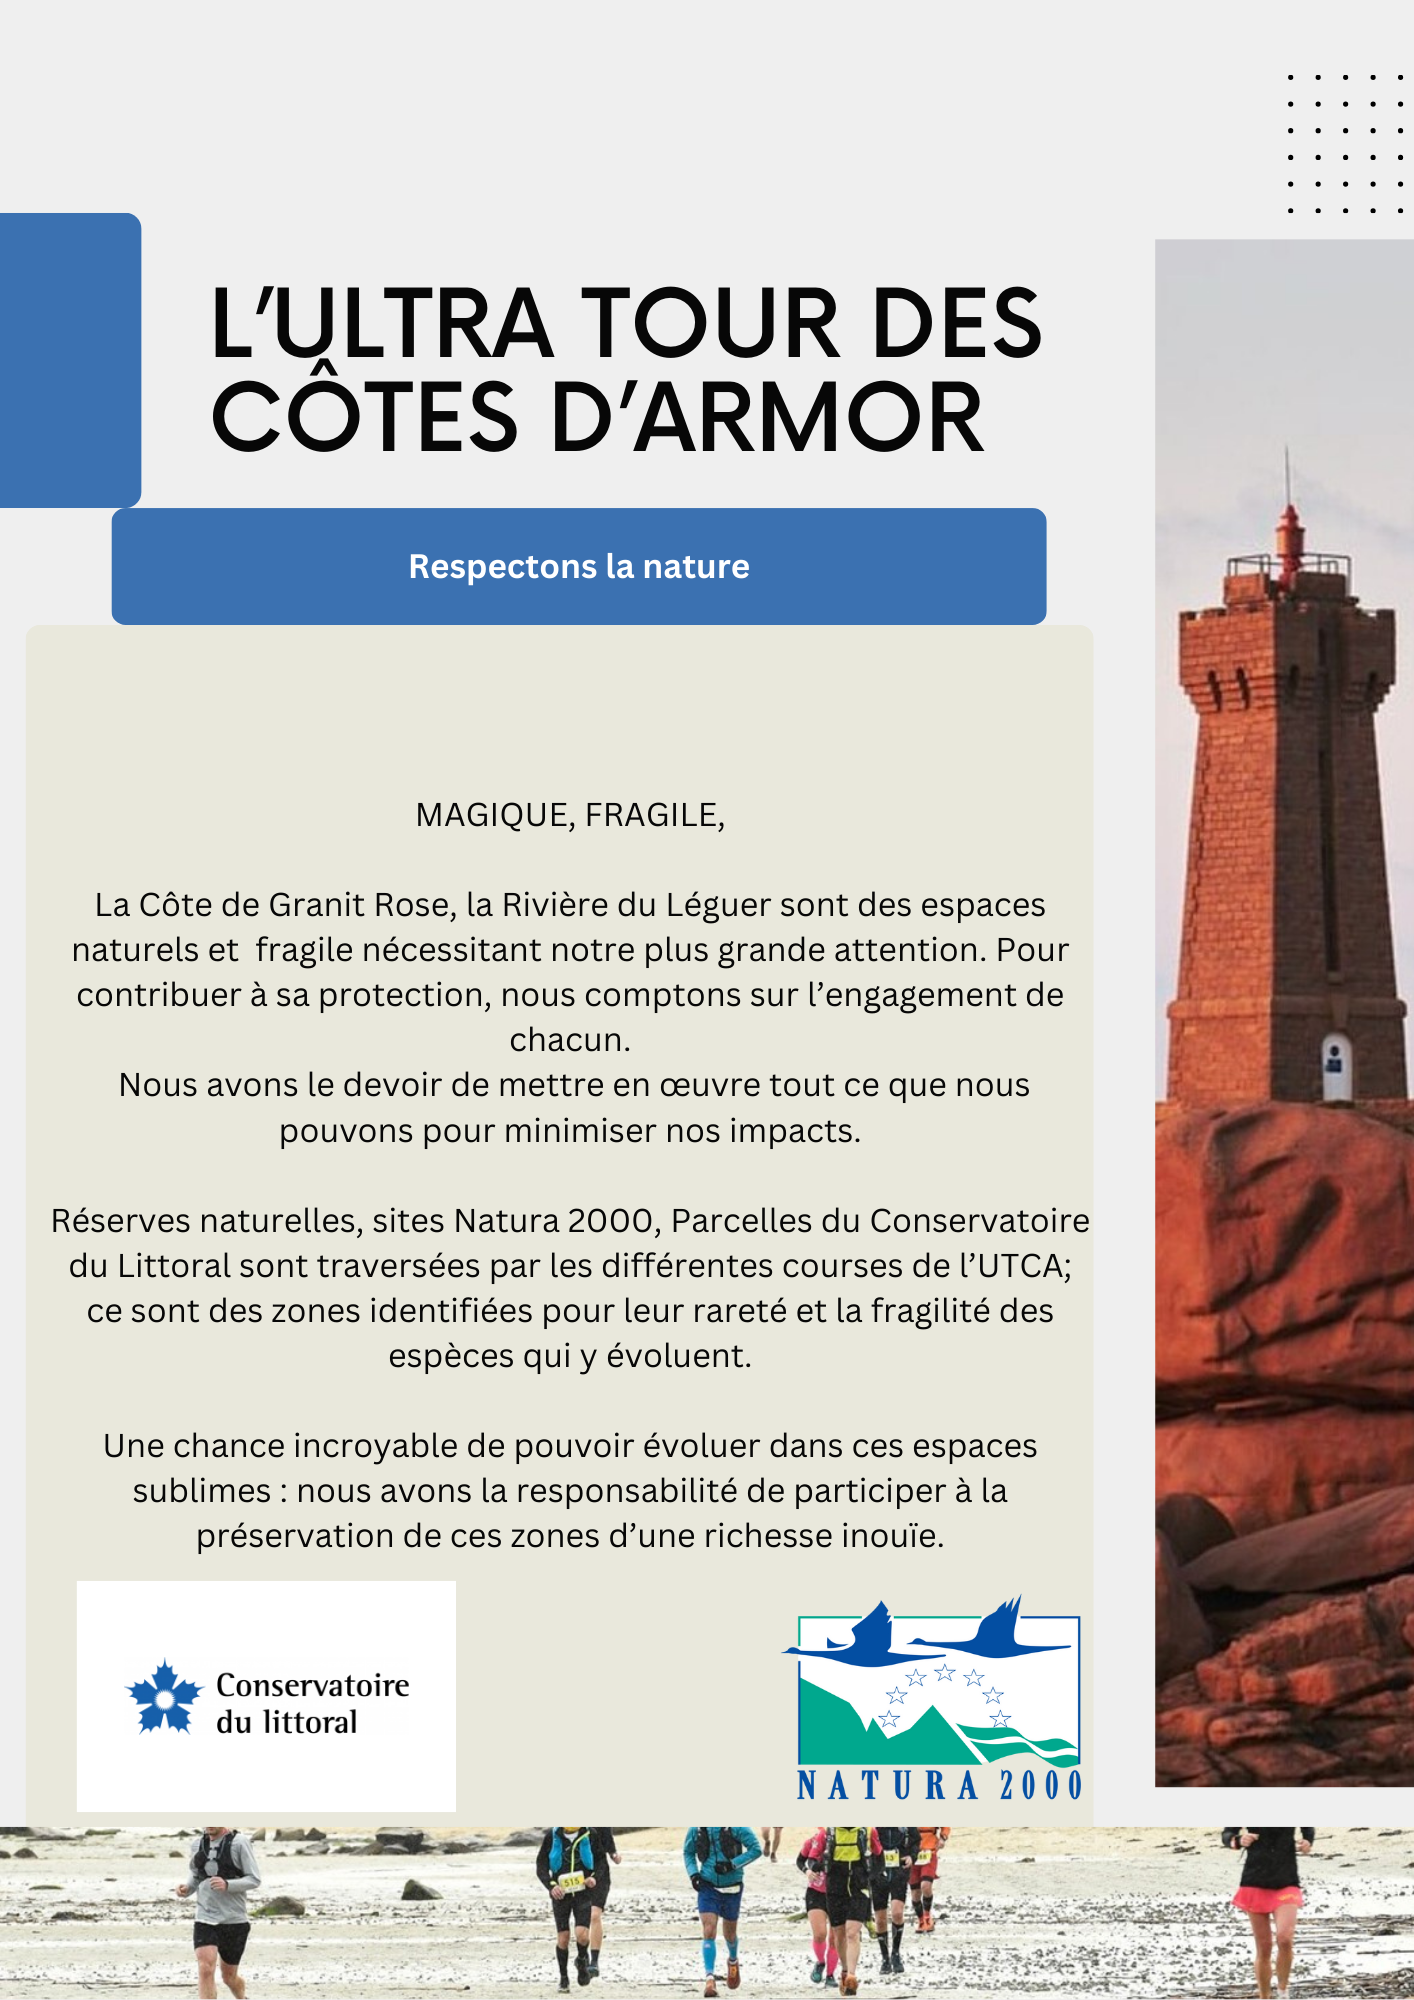 L’ULTRA TOUR DES
CÔTES D’ARMOR
Respectons la nature
MAGIQUE, FRAGILE,
La Côte de Granit Rose, la Rivière du Léguer sont des espaces
naturels et  fragile nécessitant notre plus grande attention. Pour
contribuer à sa protection, nous comptons sur l’engagement de
chacun.
Nous avons le devoir de mettre en œuvre tout ce que nous
pouvons pour minimiser nos impacts.
Réserves naturelles, sites Natura 2000, Parcelles du Conservatoire
du Littoral sont traversées par les différentes courses de l’UTCA;
ce sont des zones identifiées pour leur rareté et la fragilité des
espèces qui y évoluent.
Une chance incroyable de pouvoir évoluer dans ces espaces
sublimes : nous avons la responsabilité de participer à la
préservation de ces zones d’une richesse inouïe.
Conservatoire
du littoral
NATURA 2000
515